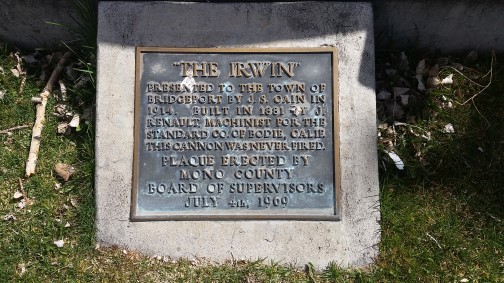 "THE IRWIN"
PRESENTED TO THE TOWN OF
BRIDGEPORT BY J. S. CAIN IN
BUILT IN 1881 BY J.
RENAULT, MACHINIST FOR THE
STANDARD CO. OF BODIE, CALIF.
THIS CANNON WAS NEVER FIRED.
PLAQUE ERECTED BY
MONO COUNTY
BOARD OF SUPERVISORS
JULY 4th, 1969